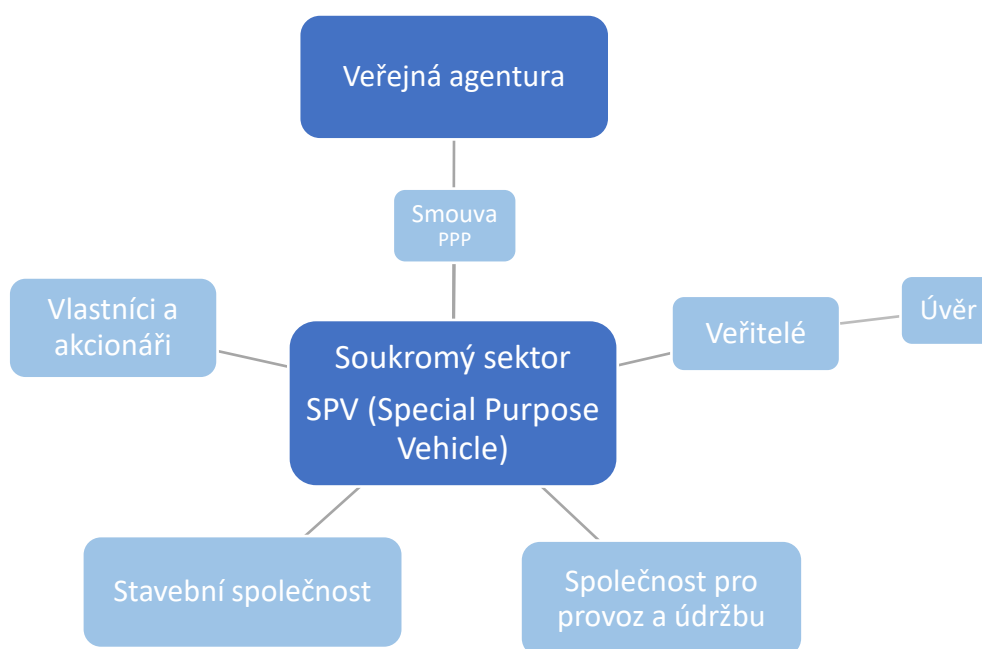 Veřejná agentura
Smouva
PPP
Vlastníci a
akcionáři
Soukromý sektor
SPV (Special Purpose
Vehicle)
Veřitelé
Úvěr
Stavební společnost
Společnost pro
provoz a údržbu